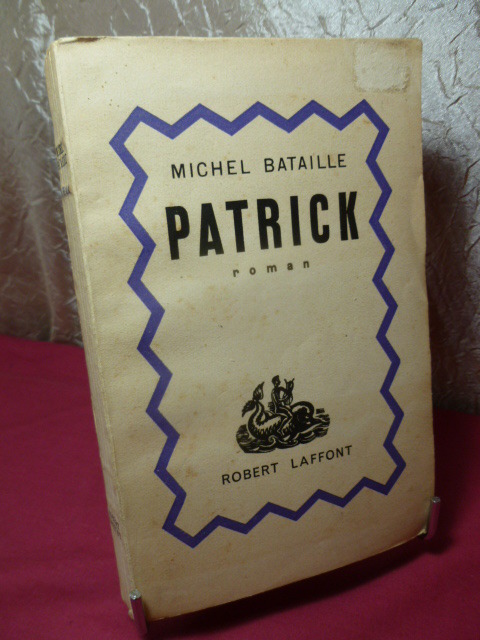 MICHEL BATAILLE
PATRICK
roman
ROBERT LAFFONT